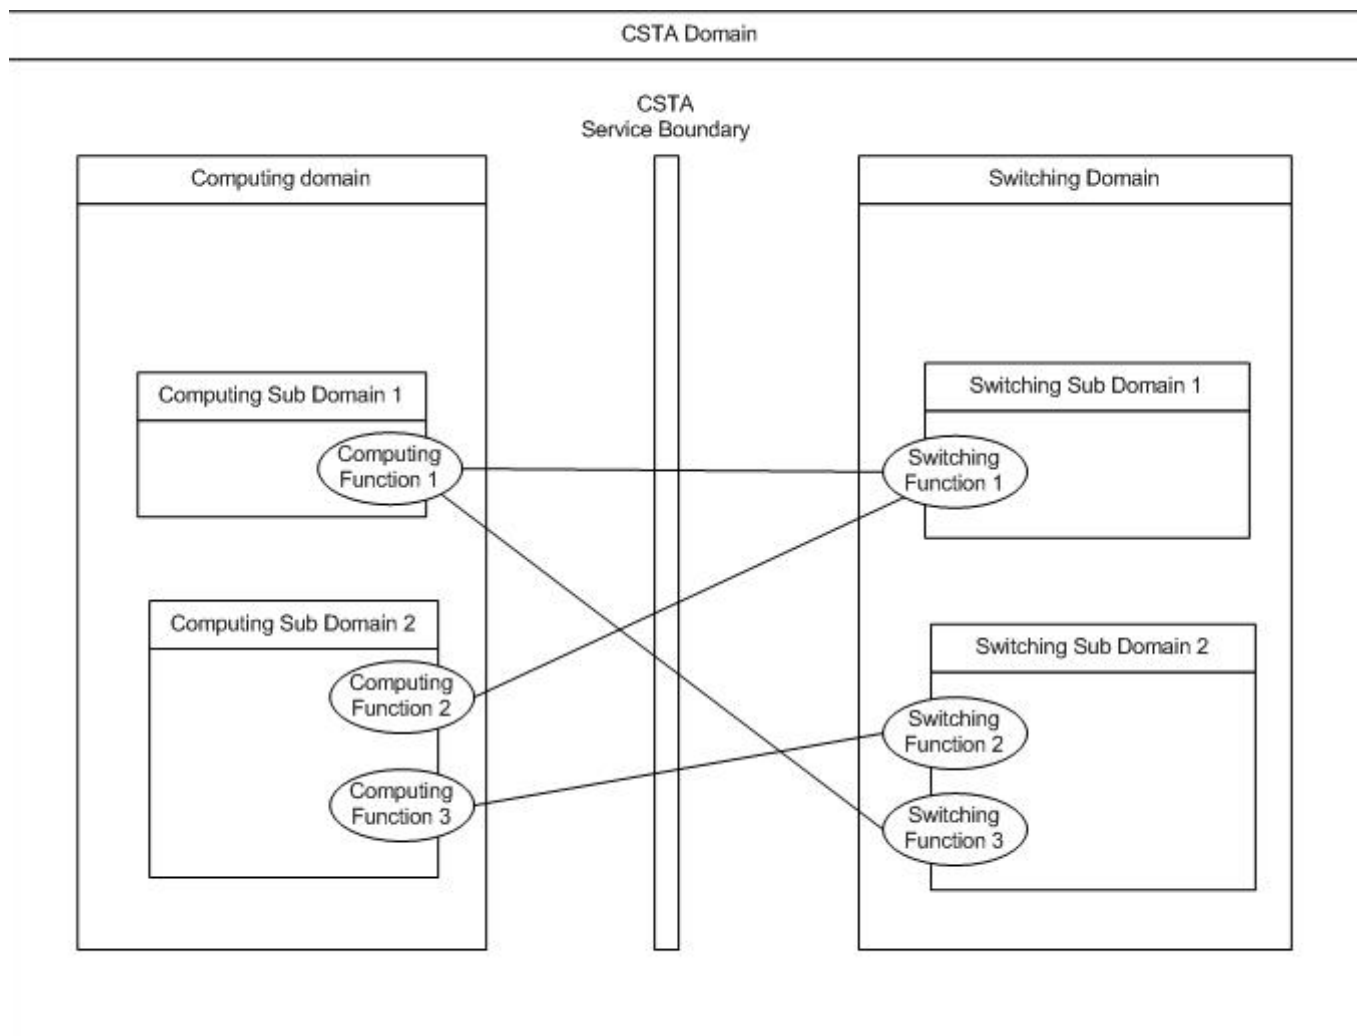 CSTA Domain
CSTA
Service Boundary
Computing domain
Switching Domain
Computing Sub Domain 1
Computing
Function 1
Switching Sub Domain 1
Switching
Function 1
Computing Sub Domain 2
Computing
Function 2
Computing
Function 3
Switching Sub Domain 2
Switching
Function 2
Switching
Function 3